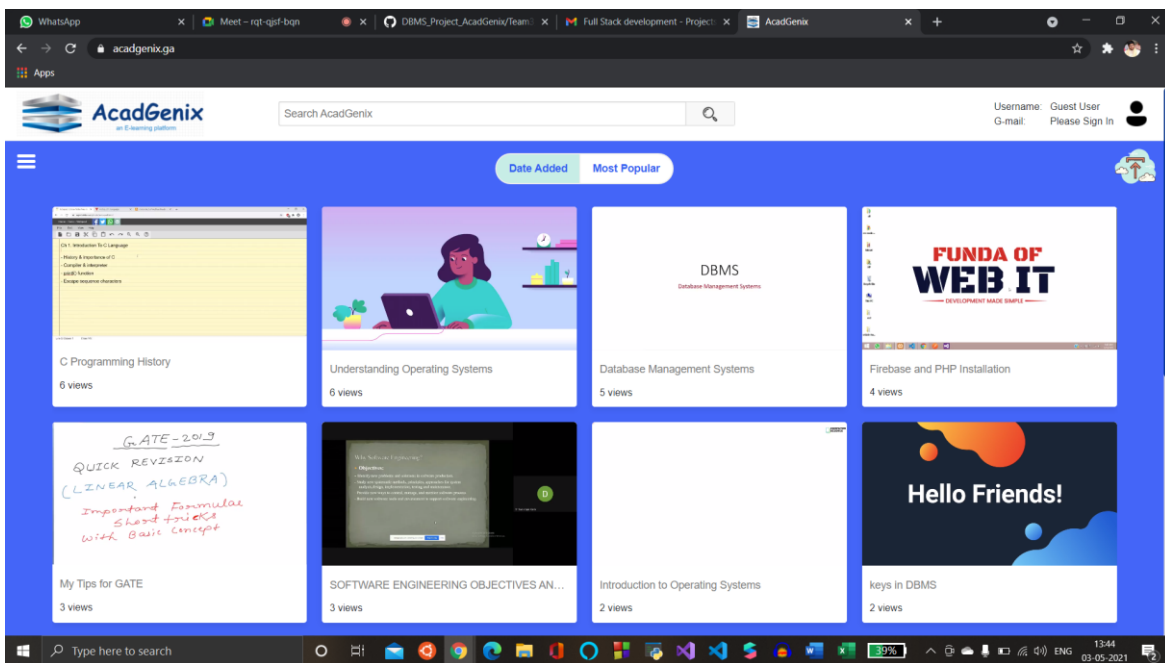 WhatsApp
Meet – rqt-qjsf-bqn
DBMS_Project_AcadGenix/Team
Full Stack development - Project
AcadGenix
acadgenix.ga
Apps
AcadGenix
an E-learning platform
Search AcadGenix
Username: Guest User
G-mail: Please Sign In
Date Added
Most Popular
Ch 1: Introduction To C Language
- History & importance of C
- Compiler & interpreter
- printf() function
- Escape sequence characters
DBMS
Database Management Systems
FUNDA OF
WEB IT
DEVELOPMENT MADE SIMPLE
C Programming History
6 views
Understanding Operating Systems
6 views
Database Management Systems
5 views
Firebase and PHP Installation
4 views
GATE-2019
QUICK REVISION
(LINEAR ALGEBRA)
Important Formulae
Short tricks
with Basic Concept
Why Software Engineering?
Objectives:
D
Hello Friends!
My Tips for GATE
3 views
SOFTWARE ENGINEERING OBJECTIVES AN...
3 views
Introduction to Operating Systems
2 views
keys in DBMS
2 views
Type here to search
39%
ENG
13:44
03-05-2021
2